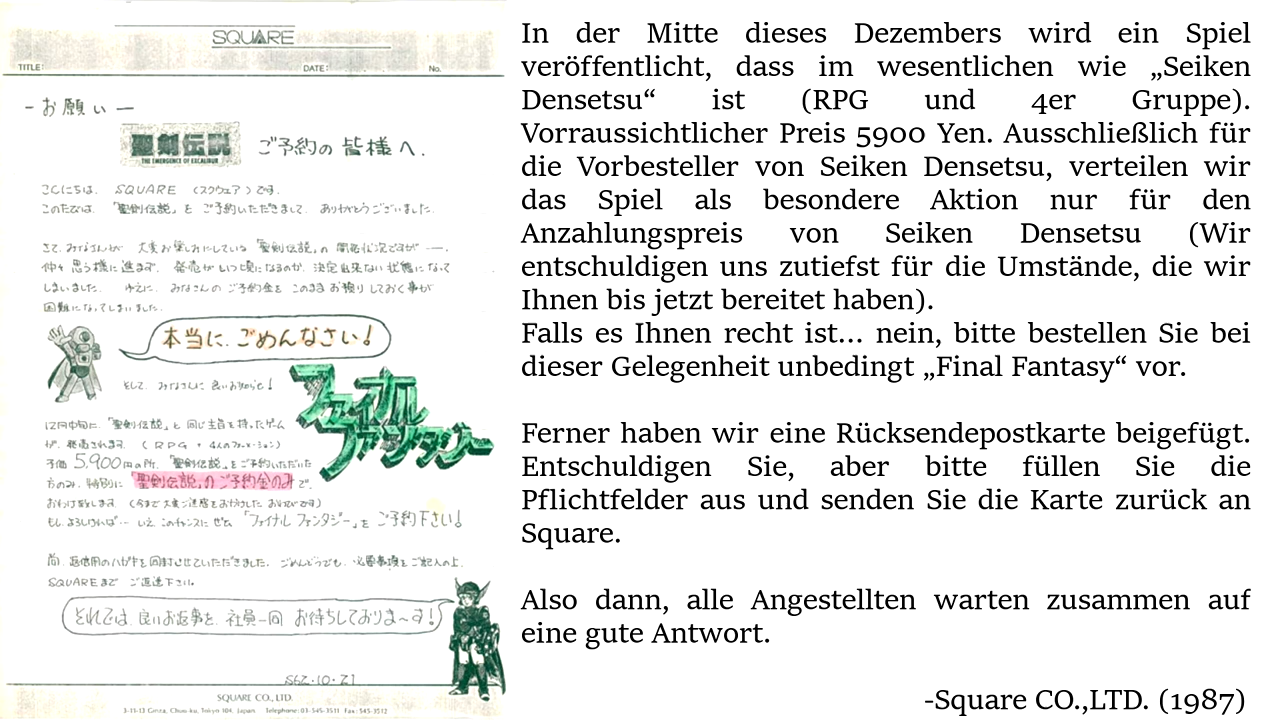 SQUARE
TITLE: DATE: No.
-お願い-
聖剣伝説
THE EMERGENCE OF EXCALIBUR
ご予約の皆様へ.
こんにちは. SQUARE (スクウェア)です.
このたびは.「聖剣伝説」を ご予約いただきまして. ありがとうございました.
さて. みなさんが 大変お楽しみにしている「聖剣伝説」の 開発状況ですが ―.
仲々 思う様に進まず. 発売がいつ頃になるのか. 決定出来ない状態になって
しまいました. ゆえに. みなさんの ご予約金を このまま お預りしておく事が
困難になってしまいました.
本当に. ごめんなさい!
そして. みなさんに 良いお知らせ!
ファイナル
ファンタジー
12月中旬に.「聖剣伝説」と 同じ主旨を持ったゲーム
が. 発売されます. (RPG + 4人のフォーメーション)
予価 5,900円の所.「聖剣伝説」をご予約いただいた
方のみ. 特別に「聖剣伝説」のご予約金のみで.
おわけ致します. (今まで大変ご迷惑をおかけした おわびです)
もし. よろしければ… いえ このチャンスに ぜひ「ファイナル ファンタジー」を ご予約下さい!
尚. 返信用のハガキを同封させていただきました. ごめんどうでも. 必要事項をご記入の上.
SQUAREまで ご返送下さい.
それでは. 良いお返事を. 社員一同 お待ちしておりま〜す!
S62.10.21
SQUARE CO., LTD.
3-11-13 Ginza, Chuo-ku, Tokyo 104, Japan. Telephone: 03-545-3511 Fax: 545-3512
In der Mitte dieses Dezembers wird ein Spiel
veröffentlicht, dass im wesentlichen wie „Seiken
Densetsu“ ist (RPG und 4er Gruppe).
Vorraussichtlicher Preis 5900 Yen. Ausschließlich für
die Vorbesteller von Seiken Densetsu, verteilen wir
das Spiel als besondere Aktion nur für den
Anzahlungspreis von Seiken Densetsu (Wir
entschuldigen uns zutiefst für die Umstände, die wir
Ihnen bis jetzt bereitet haben).
Falls es Ihnen recht ist... nein, bitte bestellen Sie bei
dieser Gelegenheit unbedingt „Final Fantasy“ vor.
Ferner haben wir eine Rücksendepostkarte beigefügt.
Entschuldigen Sie, aber bitte füllen Sie die
Pflichtfelder aus und senden Sie die Karte zurück an
Square.
Also dann, alle Angestellten warten zusammen auf
eine gute Antwort.
-Square CO.,LTD. (1987)